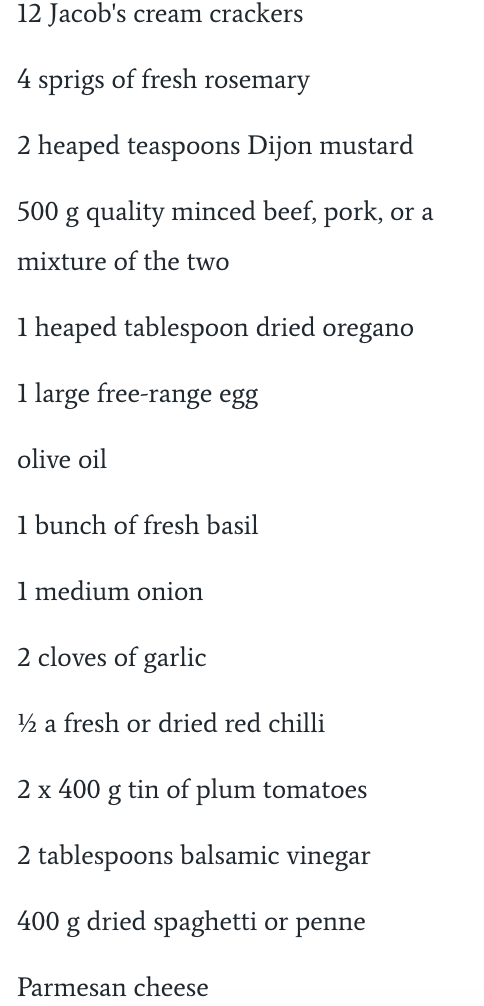 12 Jacob's cream crackers
4 sprigs of fresh rosemary
2 heaped teaspoons Dijon mustard
500 g quality minced beef, pork, or a
mixture of the two
1 heaped tablespoon dried oregano
1 large free-range egg
olive oil
1 bunch of fresh basil
1 medium onion
2 cloves of garlic
½ a fresh or dried red chilli
2 x 400 g tin of plum tomatoes
2 tablespoons balsamic vinegar
400 g dried spaghetti or penne
Parmesan cheese